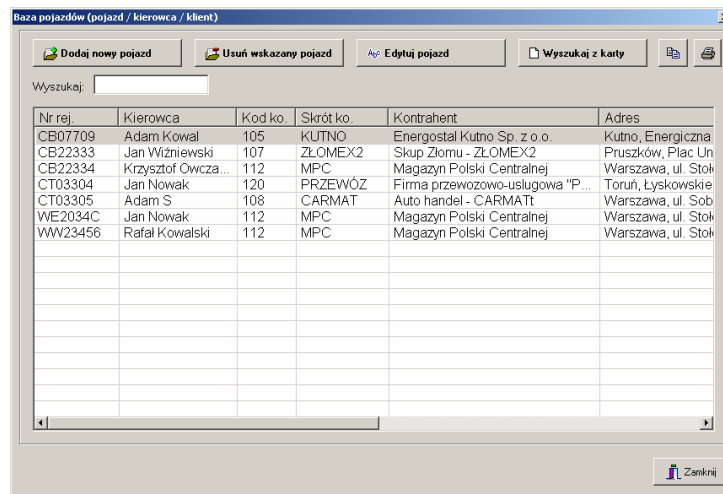 Baza pojazdów (pojazd / kierowca / klient)
Dodaj nowy pojazd Usuń wskazany pojazd Edytuj pojazd Wyszukaj z karty
Wyszukaj:
Nr rej. Kierowca Kod ko. Skrót ko. Kontrahent Adres
CB07709 Adam Kowal 105 KUTNO Energostal Kutno Sp. z o.o. Kutno, Energiczna
CB22333 Jan Wiżniewski 107 ZŁOMEX2 Skup Złomu - ZŁOMEX2 Pruszków, Plac Un
CB22334 Krzysztof Owcza... 112 MPC Magazyn Polski Centralnej Warszawa, ul. Stoł
CT03304 Jan Nowak 120 PRZEWÓZ Firma przewozowo-uslugowa "P... Toruń, Łyskowskie
CT03305 Adam S 108 CARMAT Auto handel - CARMATt Warszawa, ul. Sob
WE2034C Jan Nowak 112 MPC Magazyn Polski Centralnej Warszawa, ul. Stoł
WW23456 Rafał Kowalski 112 MPC Magazyn Polski Centralnej Warszawa, ul. Stoł
Zamknij